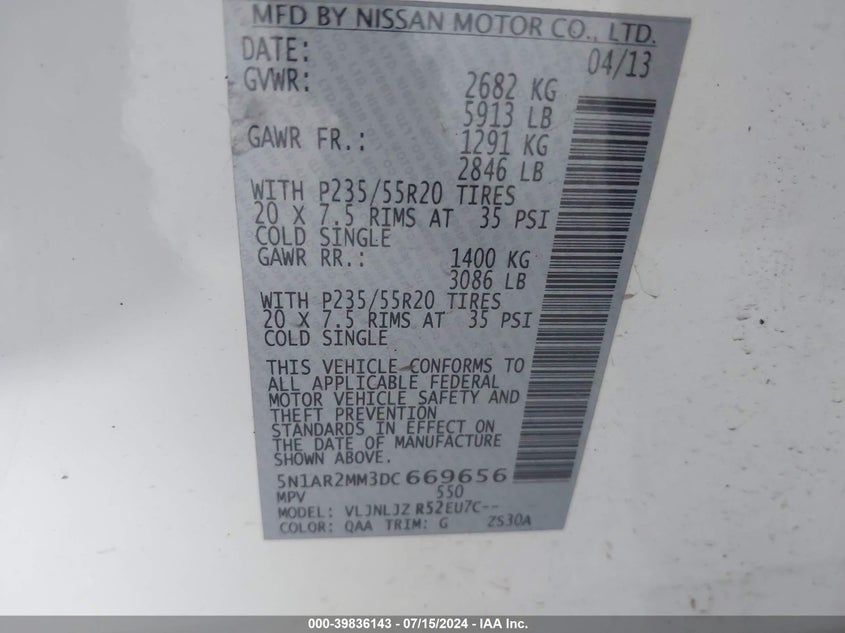 MFD BY NISSAN MOTOR CO., LTD.
DATE: 04/13
GVWR: 2682 KG
5913 LB
GAWR FR.: 1291 KG
2846 LB
WITH P235/55R20 TIRES
20 X 7.5 RIMS AT 35 PSI
COLD SINGLE
GAWR RR.: 1400 KG
3086 LB
WITH P235/55R20 TIRES
20 X 7.5 RIMS AT 35 PSI
COLD SINGLE
THIS VEHICLE CONFORMS TO
ALL APPLICABLE FEDERAL
MOTOR VEHICLE SAFETY AND
THEFT PREVENTION
STANDARDS IN EFFECT ON
THE DATE OF MANUFACTURE
SHOWN ABOVE.
5N1AR2MM3DC669656
MPV 550
MODEL: VLJNLJZ R52EU7C--
COLOR: QAA TRIM: G ZS30A
000-39836143 - 07/15/2024 - IAA Inc.